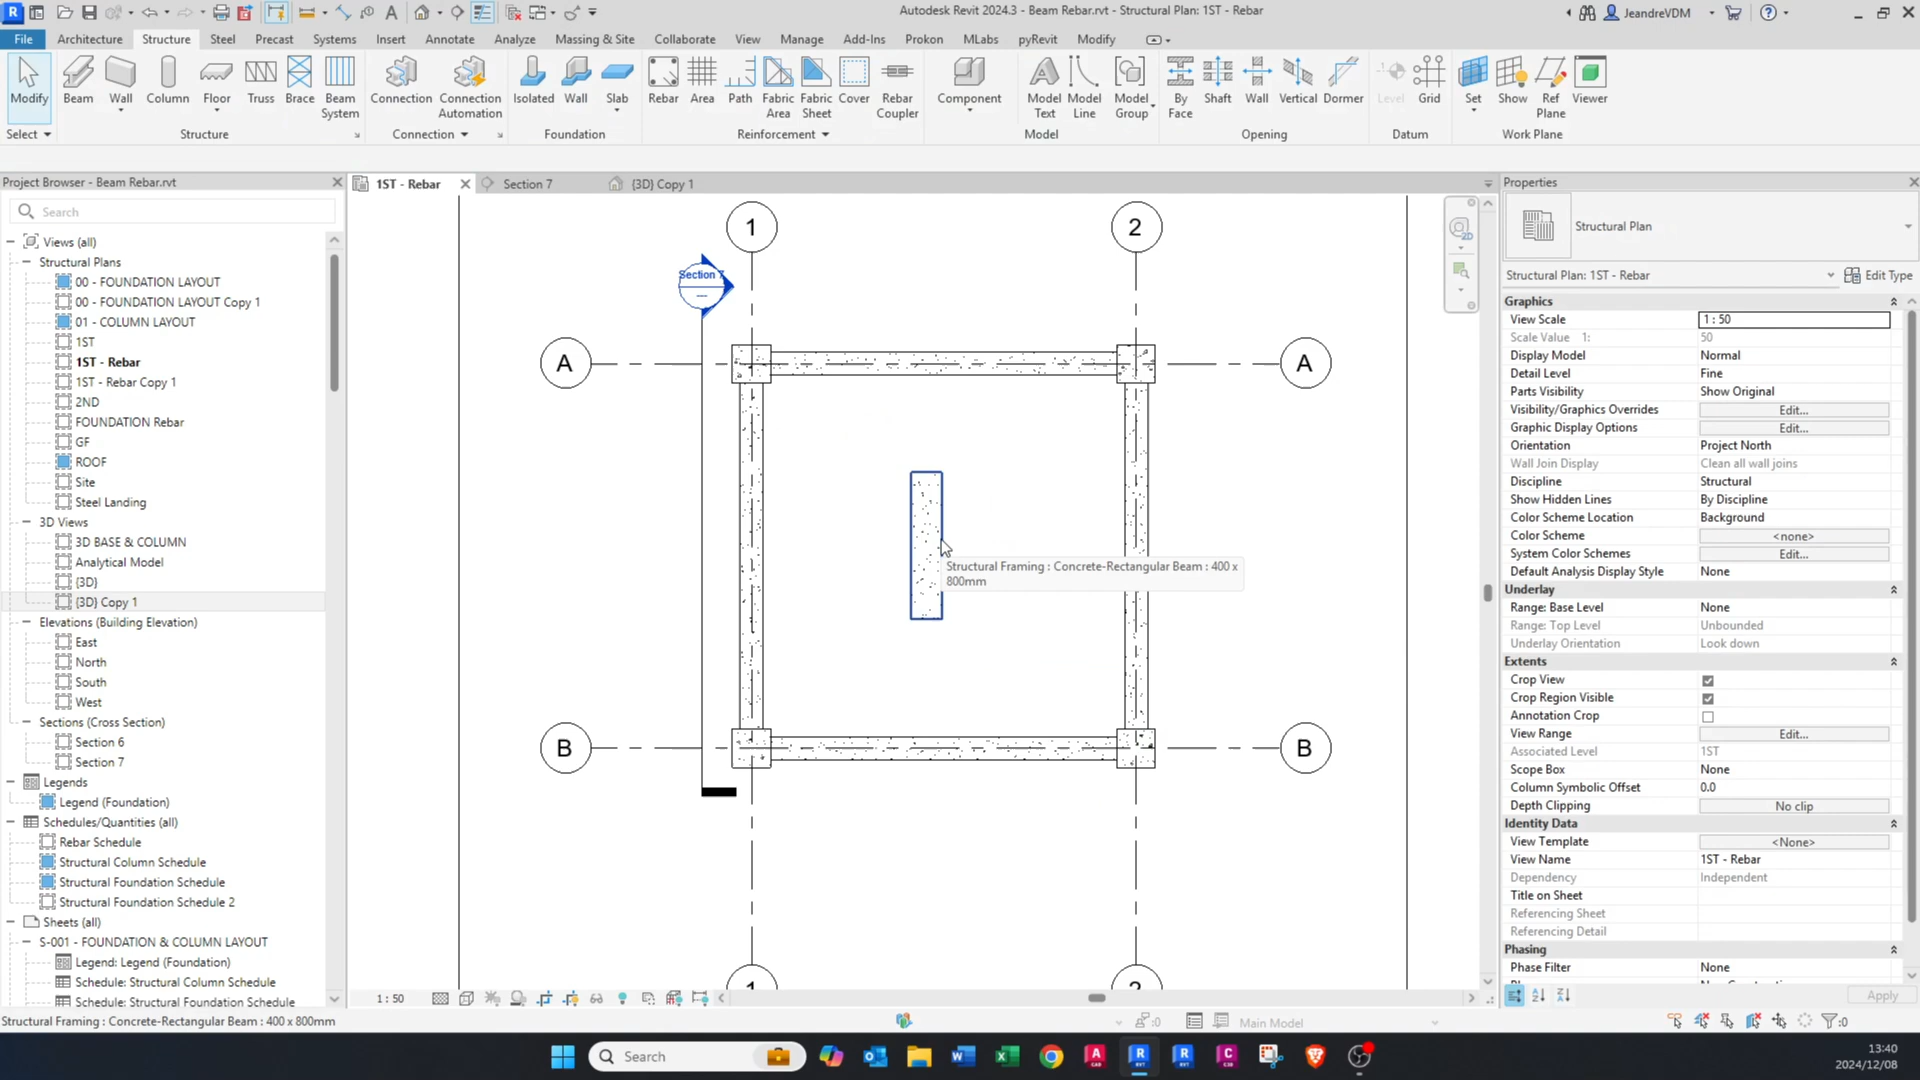 Autodesk Revit 2024.3 - Beam Rebar.rvt - Structural Plan: 1ST - Rebar
JeandreVDM
File Architecture Structure Steel Precast Systems Insert Annotate Analyze Massing & Site Collaborate View Manage Add-Ins Prokon MLabs pyRevit Modify
Modify Beam Wall Column Floor Truss Brace Beam System Connection Connection Automation Isolated Wall Slab Rebar Area Path Fabric Area Fabric Sheet Cover Rebar Coupler Component Model Text Model Line Model Group By Face Shaft Wall Vertical Dormer Level Grid Set Show Ref Plane Viewer
Select Structure Connection Foundation Reinforcement Model Opening Datum Work Plane
Project Browser - Beam Rebar.rvt
Search
Views (all)
Structural Plans
00 - FOUNDATION LAYOUT
00 - FOUNDATION LAYOUT Copy 1
01 - COLUMN LAYOUT
1ST
1ST - Rebar
1ST - Rebar Copy 1
2ND
FOUNDATION Rebar
GF
ROOF
Site
Steel Landing
3D Views
3D BASE & COLUMN
Analytical Model
{3D}
{3D} Copy 1
Elevations (Building Elevation)
East
North
South
West
Sections (Cross Section)
Section 6
Section 7
Legends
Legend (Foundation)
Schedules/Quantities (all)
Rebar Schedule
Structural Column Schedule
Structural Foundation Schedule
Structural Foundation Schedule 2
Sheets (all)
S-001 - FOUNDATION & COLUMN LAYOUT
Legend: Legend (Foundation)
Schedule: Structural Column Schedule
Schedule: Structural Foundation Schedule
1ST - Rebar Section 7 {3D} Copy 1
1 2
Section 7
---
A A
Structural Framing : Concrete-Rectangular Beam : 400 x
800mm
B B
1 2
1 : 50
Properties
Structural Plan
Structural Plan: 1ST - Rebar Edit Type
Graphics
View Scale 1 : 50
Scale Value 1: 50
Display Model Normal
Detail Level Fine
Parts Visibility Show Original
Visibility/Graphics Overrides Edit...
Graphic Display Options Edit...
Orientation Project North
Wall Join Display Clean all wall joins
Discipline Structural
Show Hidden Lines By Discipline
Color Scheme Location Background
Color Scheme <none>
System Color Schemes Edit...
Default Analysis Display Style None
Underlay
Range: Base Level None
Range: Top Level Unbounded
Underlay Orientation Look down
Extents
Crop View
Crop Region Visible
Annotation Crop
View Range Edit...
Associated Level 1ST
Scope Box None
Column Symbolic Offset 0.0
Depth Clipping No clip
Identity Data
View Template <None>
View Name 1ST - Rebar
Dependency Independent
Title on Sheet
Referencing Sheet
Referencing Detail
Phasing
Phase Filter None
Apply
Structural Framing : Concrete-Rectangular Beam : 400 x 800mm
:0 Main Model :0
Search
13:40
2024/12/08